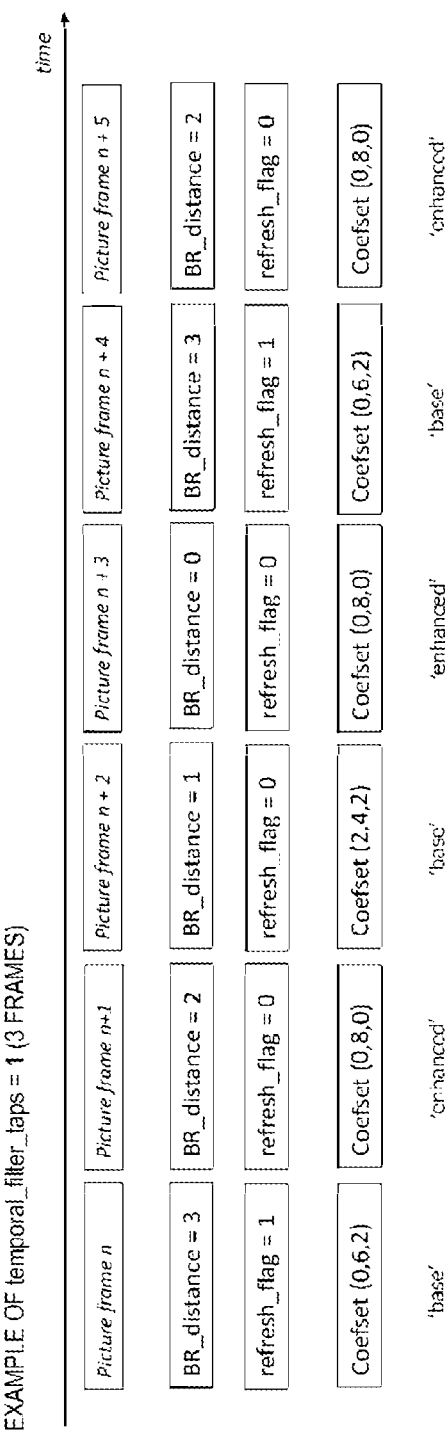 EXAMPLE OF temporal_filter_taps = 1 (3 FRAMES)
time
Picture frame n Picture frame n+1 Picture frame n + 2 Picture frame n + 3 Picture frame n + 4 Picture frame n + 5
BR_distance = 3 BR_distance = 2 BR_distance = 1 BR_distance = 0 BR_distance = 3 BR_distance = 2
refresh_flag = 1 refresh_flag = 0 refresh_flag = 0 refresh_flag = 0 refresh_flag = 1 refresh_flag = 0
Coefset (0,6,2) Coefset (0,8,0) Coefset (2,4,2) Coefset (0,8,0) Coefset (0,6,2) Coefset (0,8,0)
'base' 'enhanced' 'base' 'enhanced' 'base' 'enhanced'